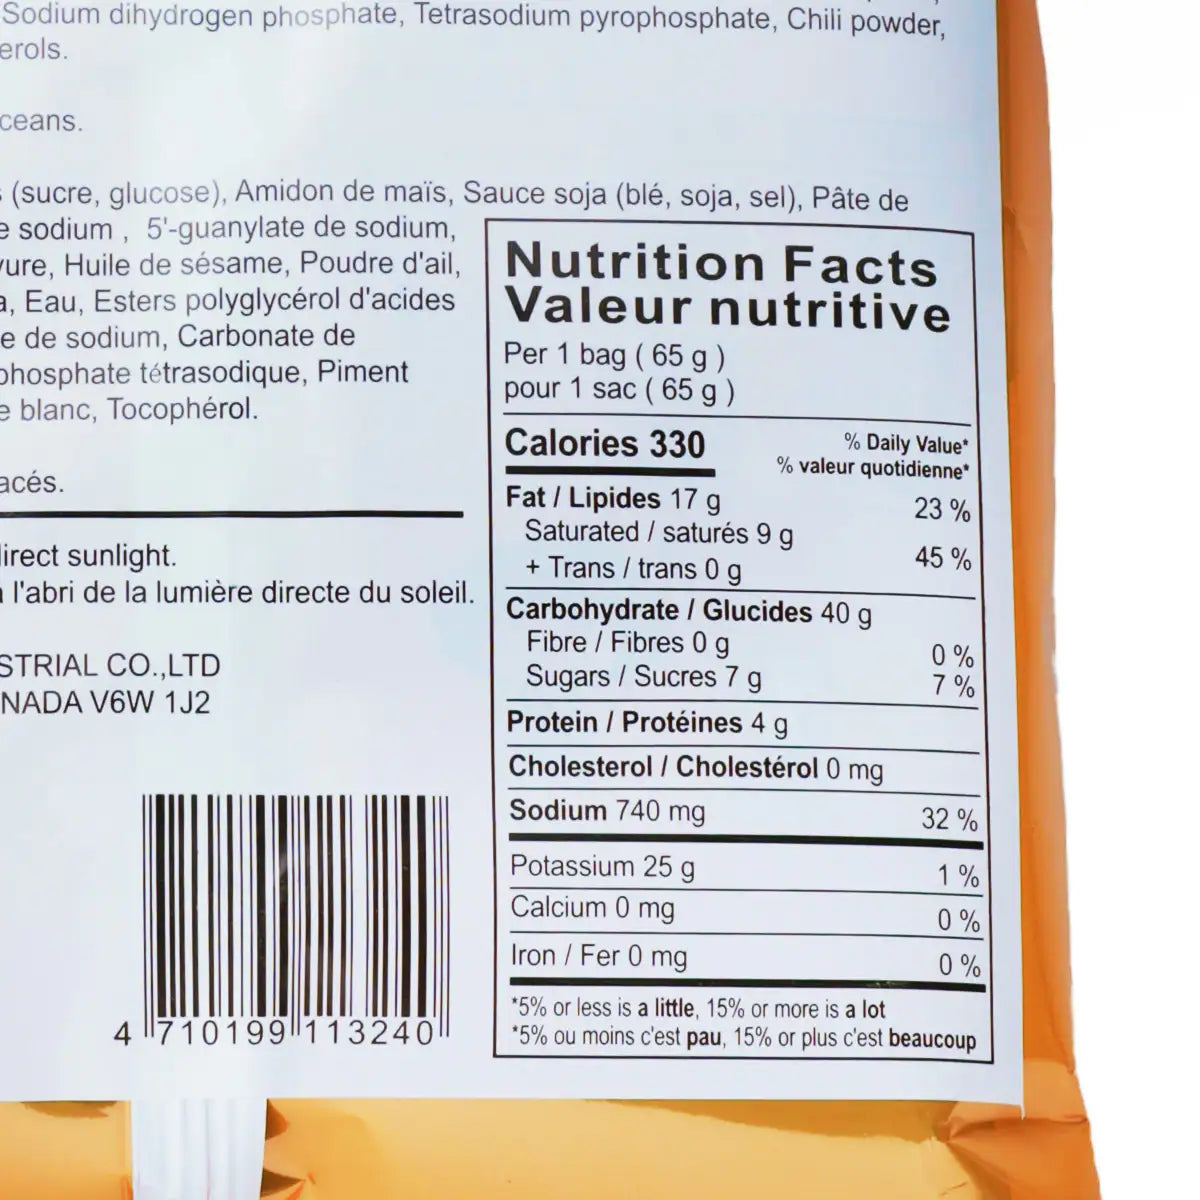 Sodium dihydrogen phosphate, Tetrasodium pyrophosphate, Chili powder,
erols.
ceans.
(sucre, glucose), Amidon de maïs, Sauce soja (blé, soja, sel), Pâte de
e sodium , 5'-guanylate de sodium,
vure, Huile de sésame, Poudre d'ail,
a, Eau, Esters polyglycérol d'acides
e de sodium, Carbonate de
phosphate tétrasodique, Piment
e blanc, Tocophérol.
acés.
direct sunlight.
à l'abri de la lumière directe du soleil.
STRIAL CO.,LTD
NADA V6W 1J2
4 710199 113240
Nutrition Facts
Valeur nutritive
Per 1 bag ( 65 g )
pour 1 sac ( 65 g )
Calories 330
% Daily Value*
% valeur quotidienne*
Fat / Lipides 17 g 23 %
Saturated / saturés 9 g
+ Trans / trans 0 g 45 %
Carbohydrate / Glucides 40 g
Fibre / Fibres 0 g 0 %
Sugars / Sucres 7 g 7 %
Protein / Protéines 4 g
Cholesterol / Cholestérol 0 mg
Sodium 740 mg 32 %
Potassium 25 g 1 %
Calcium 0 mg 0 %
Iron / Fer 0 mg 0 %
*5% or less is a little, 15% or more is a lot
*5% ou moins c'est pau, 15% or plus c'est beaucoup